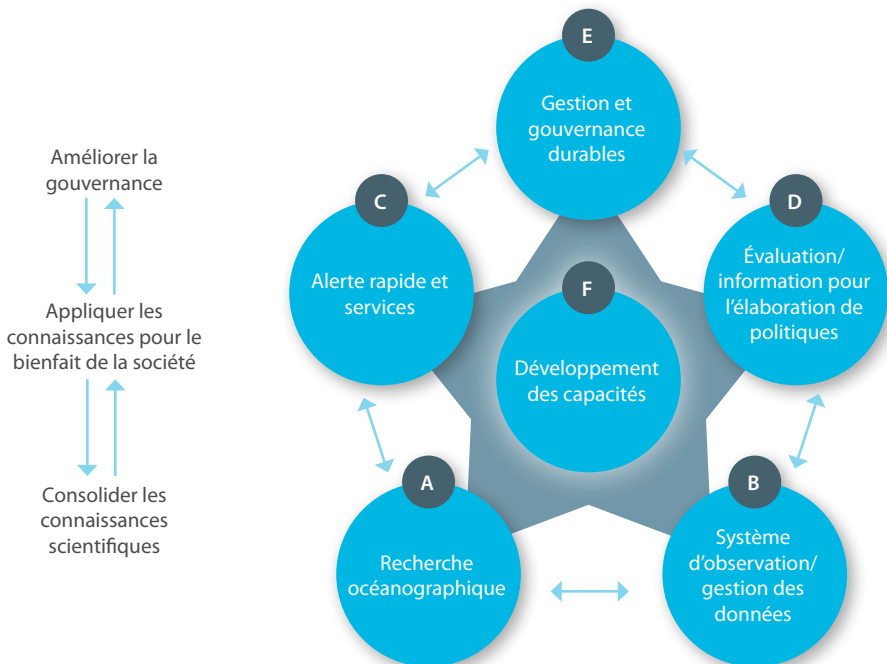 Améliorer la
gouvernance
Appliquer les
connaissances pour le
bienfait de la société
Consolider les
connaissances
scientifiques
E
Gestion et
gouvernance
durables
C
Alerte rapide et
services
D
Évaluation/
information pour
l’élaboration de
politiques
F
Développement
des capacités
A
Recherche
océanographique
B
Système
d’observation/
gestion des
données